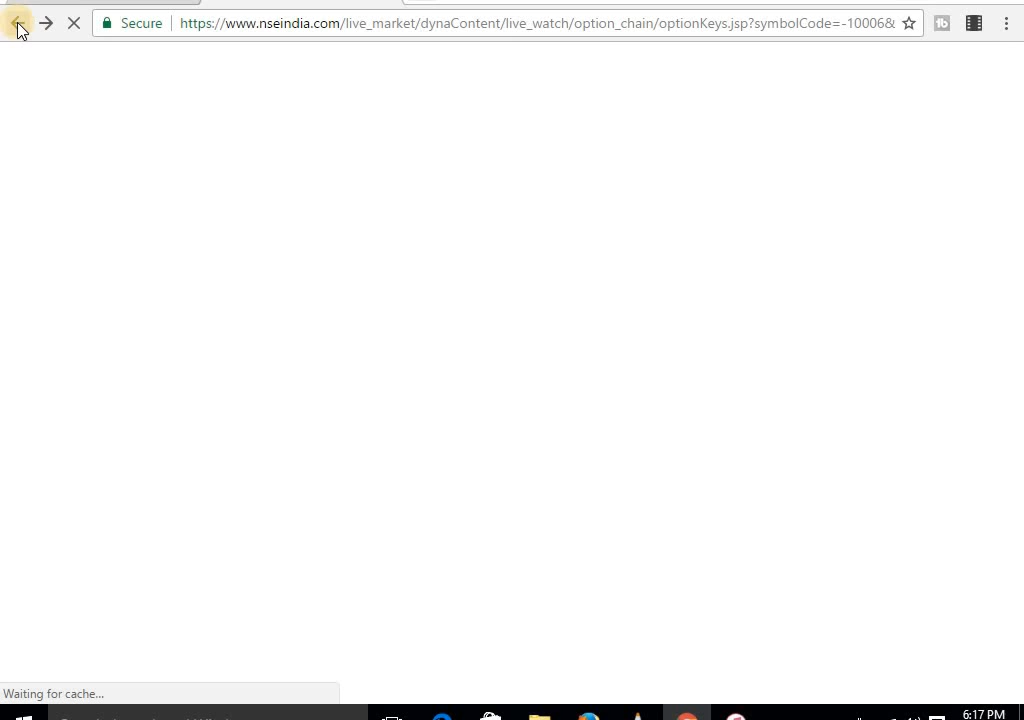 Secure
https://www.nseindia.com/live_market/dynaContent/live_watch/option_chain/optionKeys.jsp?symbolCode=-10006&
Waiting for cache...
6:17 PM